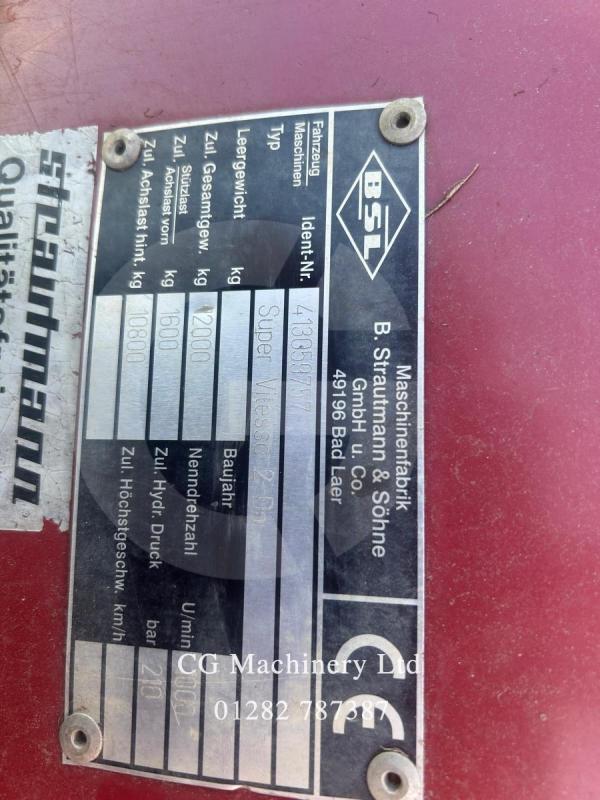 BSL
Maschinenfabrik
B. Strautmann & Söhne
GmbH u. Co.
49196 Bad Laer
CE
Fahrzeug
Maschinen
Ident-Nr.
Typ Super Vitesse 2 Do
Leergewicht kg
Baujahr
Zul. Gesamtgew. kg 12000
Nenndrehzahl U/min
Zul. Stützlast
Achslast vorn kg 1600
Zul. Hydr. Druck bar 210
Zul. Achslast hint. kg 10800
Zul. Höchstgeschw. km/h
strautmann
CG Machinery Ltd
01282 787387